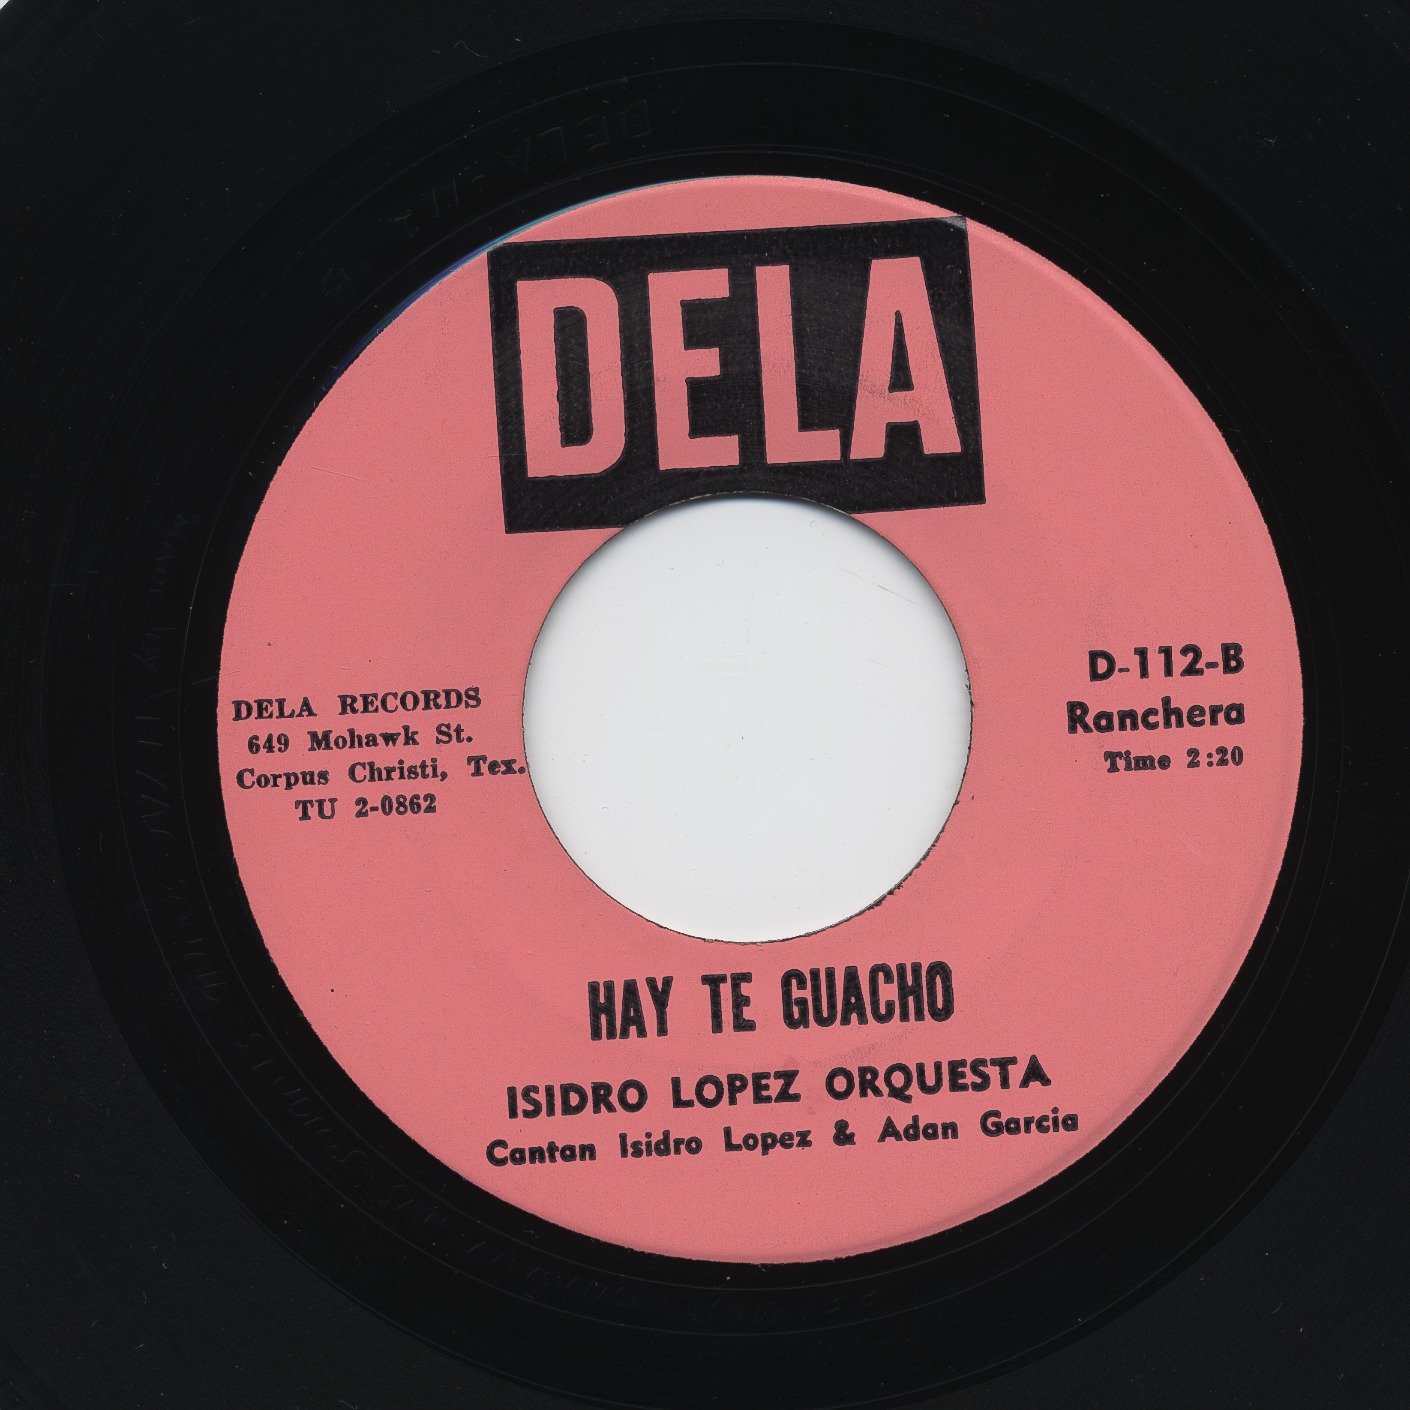 DELA
DELA RECORDS
649 Mohawk St.
Corpus Christi, Tex.
TU 2-0862
D-112-B
Ranchera
Time 2:20
HAY TE GUACHO
ISIDRO LOPEZ ORQUESTA
Cantan Isidro Lopez & Adan Garcia